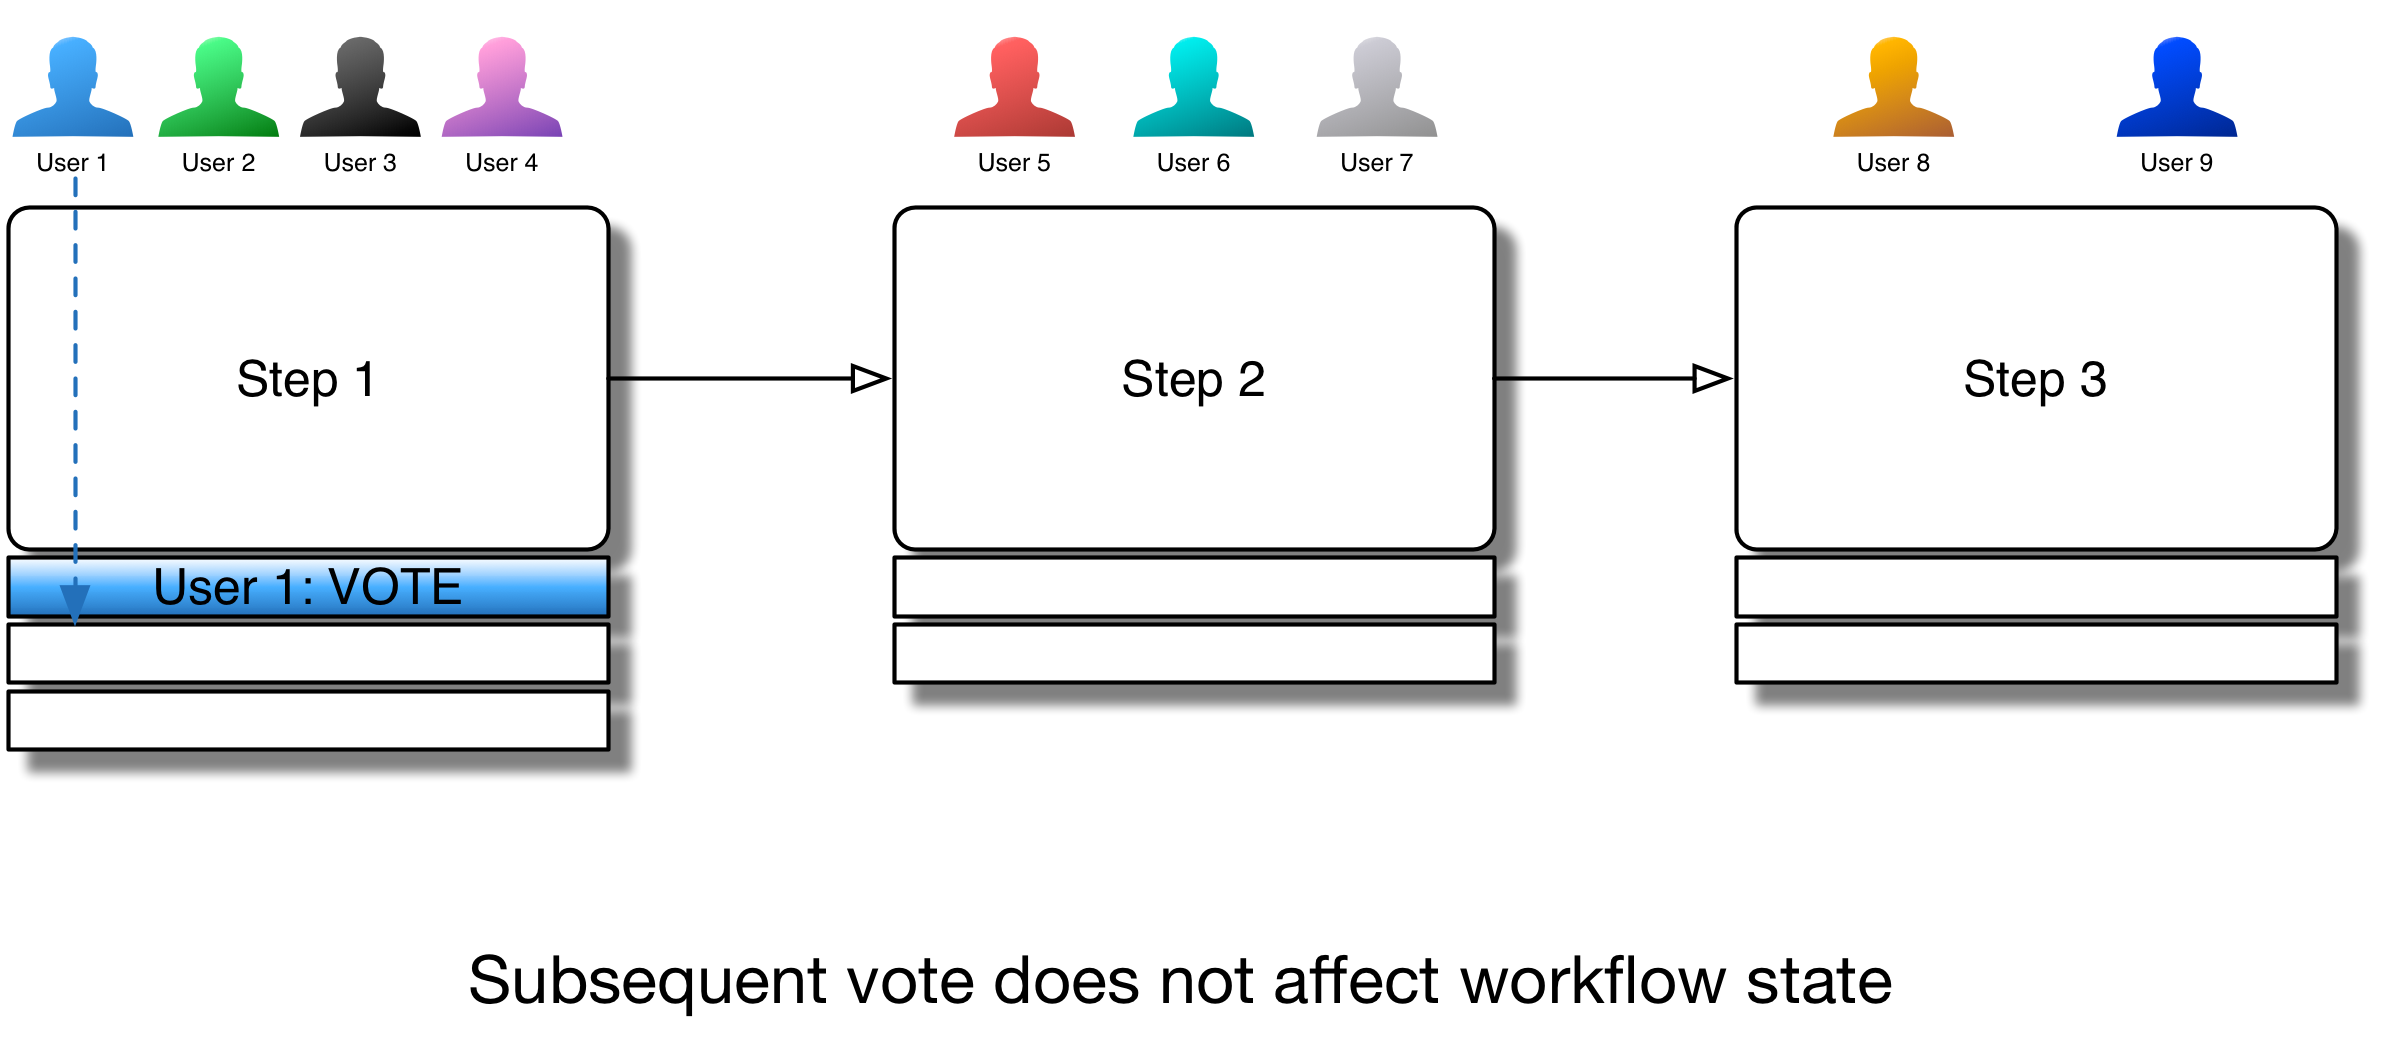 User 1
User 2
User 3
User 4
User 5
User 6
User 7
User 8
User 9
Step 1
Step 2
Step 3
User 1: VOTE
Subsequent vote does not affect workflow state